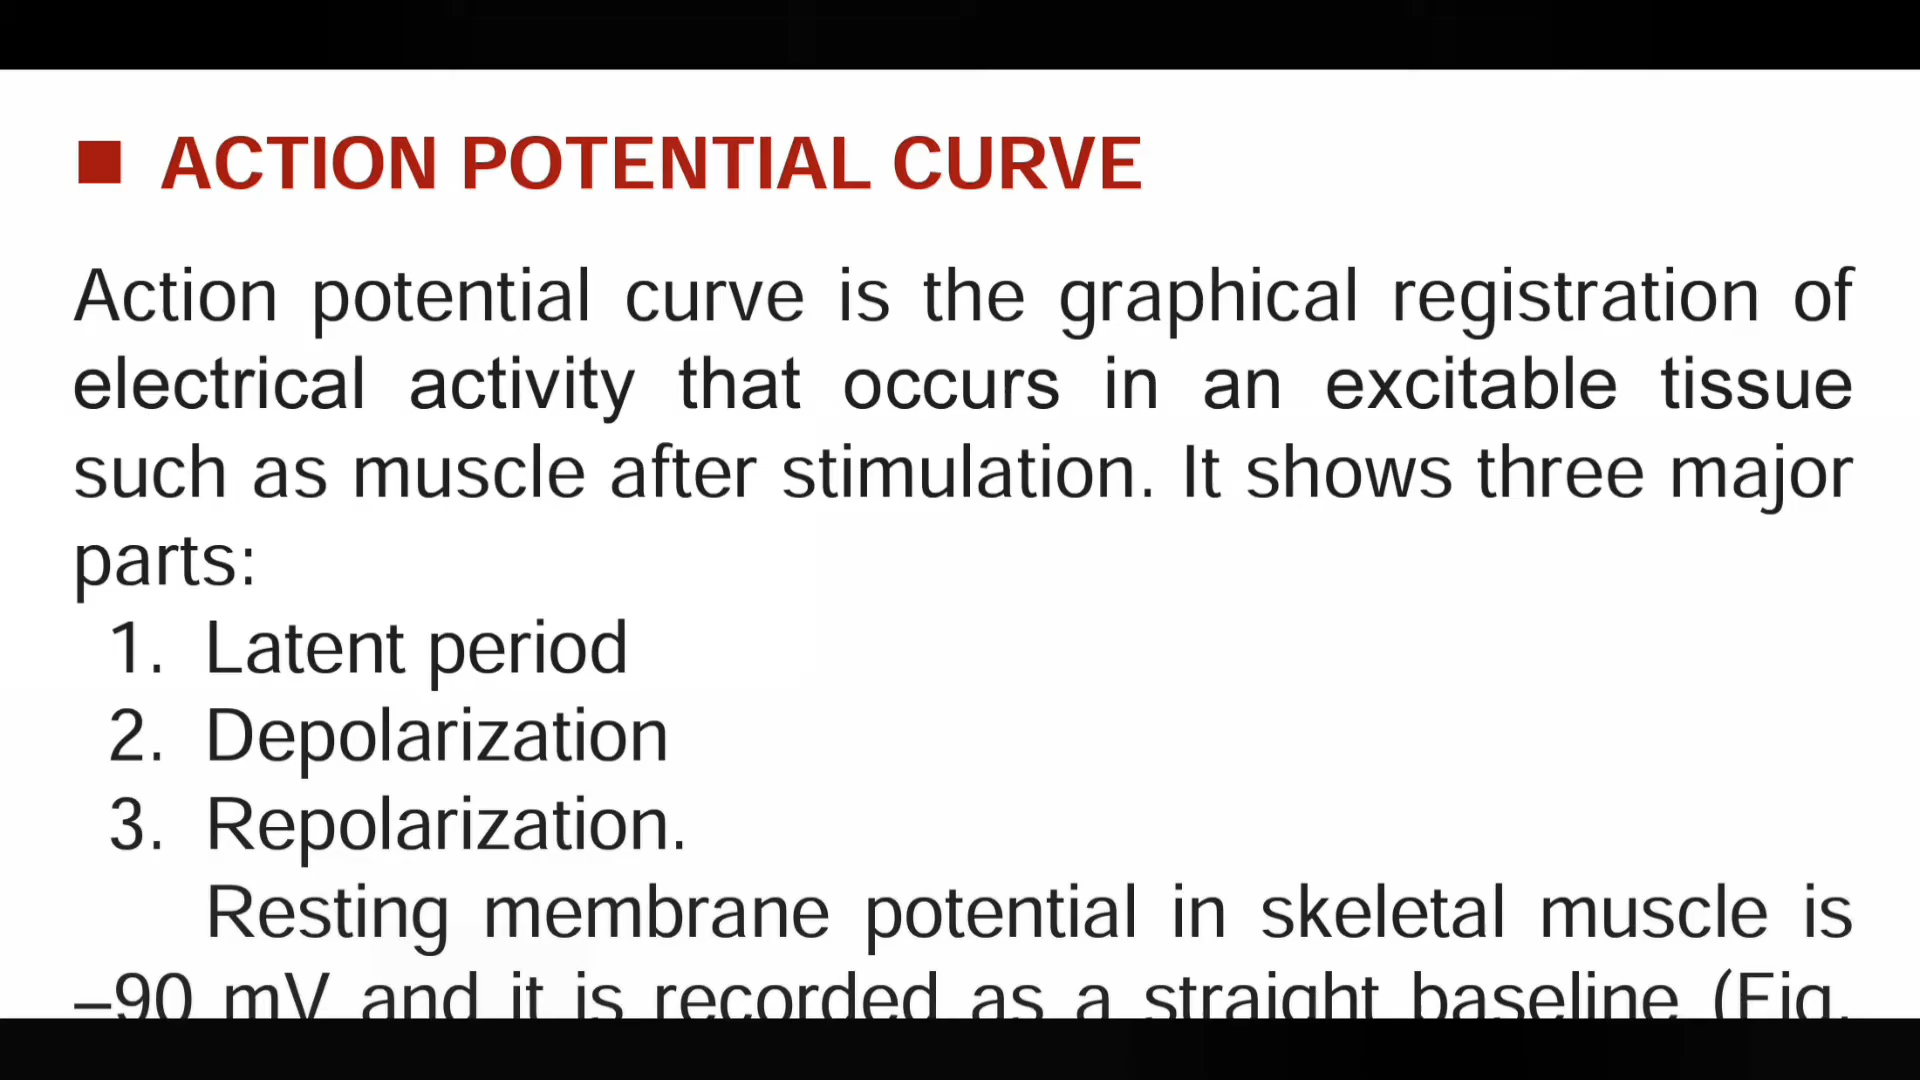 ■ ACTION POTENTIAL CURVE
Action potential curve is the graphical registration of
electrical activity that occurs in an excitable tissue
such as muscle after stimulation. It shows three major
parts:
1. Latent period
2. Depolarization
3. Repolarization.
Resting membrane potential in skeletal muscle is
–90 mV and it is recorded as a straight baseline (Fig.